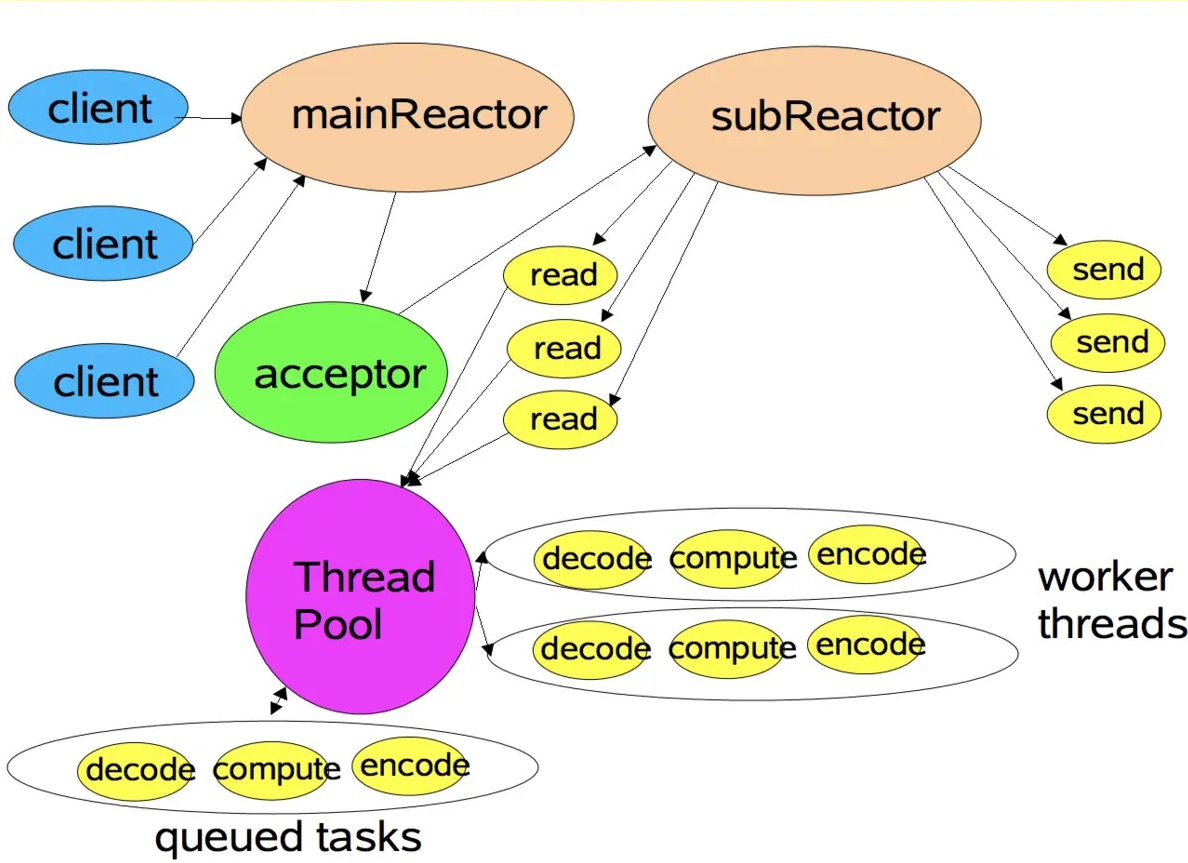 client
mainReactor
subReactor
client
client
acceptor
read
read
read
send
send
send
Thread
Pool
decode compute encode
decode compute encode
worker
threads
decode compute encode
queued tasks